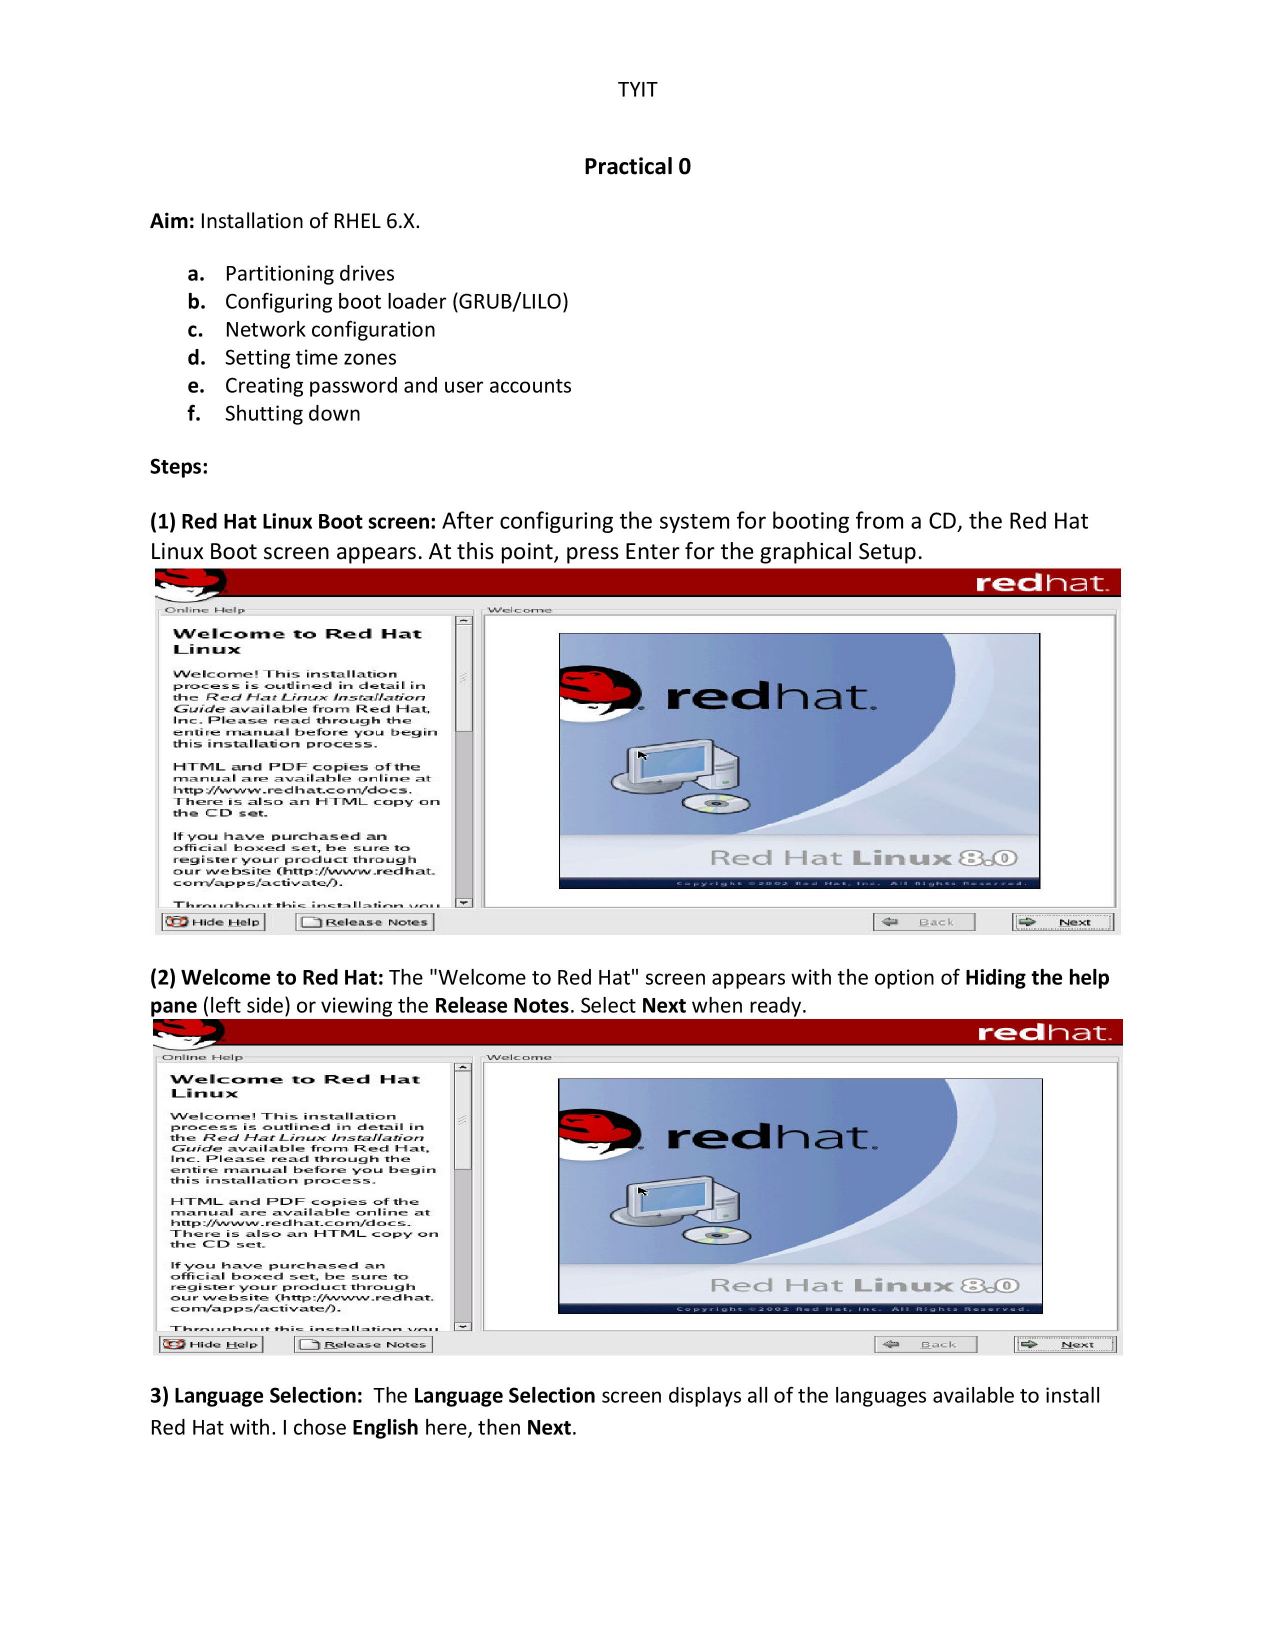 TYIT
Practical 0
Aim: Installation of RHEL 6.X.
a. Partitioning drives
b. Configuring boot loader (GRUB/LILO)
c. Network configuration
d. Setting time zones
e. Creating password and user accounts
f. Shutting down
Steps:
(1) Red Hat Linux Boot screen: After configuring the system for booting from a CD, the Red Hat
Linux Boot screen appears. At this point, press Enter for the graphical Setup.
redhat.
Online Help
Welcome to Red Hat
Linux
Welcome! This installation
process is outlined in detail in
the Red Hat Linux Installation
Guide available from Red Hat,
Inc. Please read through the
entire manual before you begin
this installation process.
HTML and PDF copies of the
manual are available online at
http://www.redhat.com/docs.
There is also an HTML copy on
the CD set.
If you have purchased an
official boxed set, be sure to
register your product through
our website (http://www.redhat.
com/apps/activate/).
Throughout this installation you
Welcome
redhat.
Red Hat Linux 8.0
Copyright ©2002 Red Hat, Inc. All Rights Reserved.
Hide Help
Release Notes
Back
Next
(2) Welcome to Red Hat: The "Welcome to Red Hat" screen appears with the option of Hiding the help
pane (left side) or viewing the Release Notes. Select Next when ready.
redhat.
Online Help
Welcome to Red Hat
Linux
Welcome! This installation
process is outlined in detail in
the Red Hat Linux Installation
Guide available from Red Hat,
Inc. Please read through the
entire manual before you begin
this installation process.
HTML and PDF copies of the
manual are available online at
http://www.redhat.com/docs.
There is also an HTML copy on
the CD set.
If you have purchased an
official boxed set, be sure to
register your product through
our website (http://www.redhat.
com/apps/activate/).
Throughout this installation you
Welcome
redhat.
Red Hat Linux 8.0
Copyright ©2002 Red Hat, Inc. All Rights Reserved.
Hide Help
Release Notes
Back
Next
3) Language Selection: The Language Selection screen displays all of the languages available to install
Red Hat with. I chose English here, then Next.